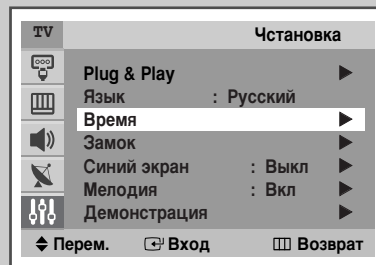 TV Чстановка
Plug & Play
Язык : Русский
Время
Замок
Синий экран : Выкл
Мелодия : Вкл
Демонстрация
Перем. Вход Возврат